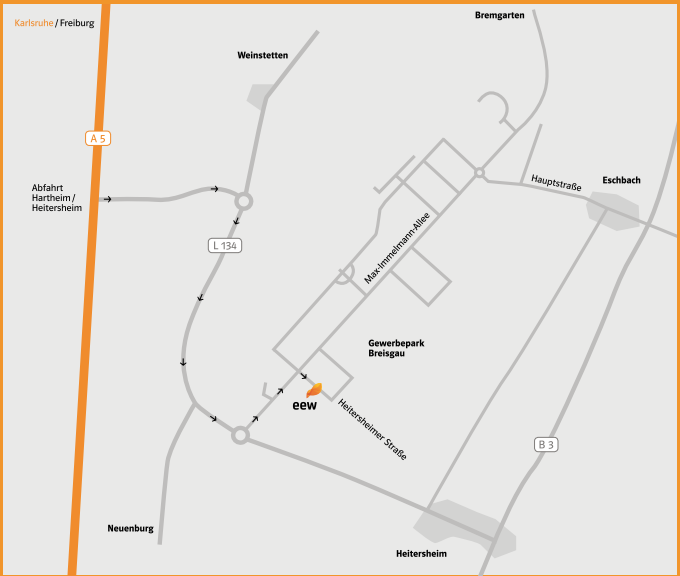 Bremgarten
Karlsruhe / Freiburg
Weinstetten
A 5
Hauptstraße
Eschbach
Abfahrt
Hartheim /
Heitersheim
L 134
Max-Immelmann-Allee
Gewerbepark
Breisgau
eew
Heitersheimer Straße
B 3
Neuenburg
Heitersheim